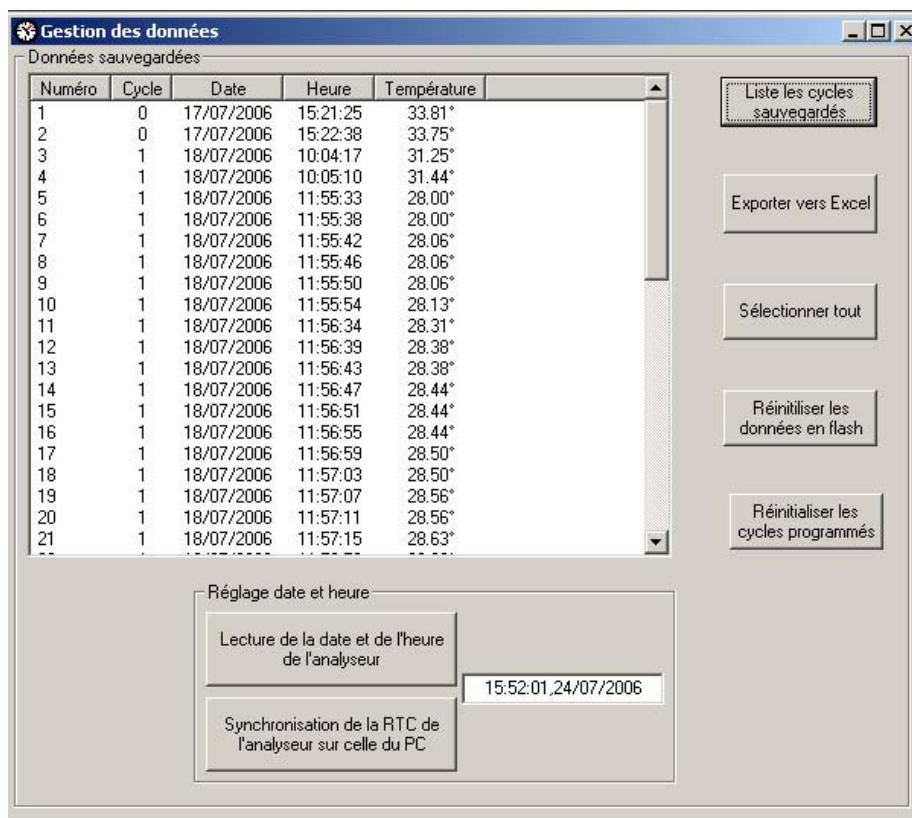 Gestion des données
Données sauvegardées
Numéro Cycle Date Heure Température
1 0 17/07/2006 15:21:25 33.81°
2 0 17/07/2006 15:22:38 33.75°
3 1 18/07/2006 10:04:17 31.25°
4 1 18/07/2006 10:05:10 31.44°
5 1 18/07/2006 11:55:33 28.00°
6 1 18/07/2006 11:55:38 28.00°
7 1 18/07/2006 11:55:42 28.06°
8 1 18/07/2006 11:55:46 28.06°
9 1 18/07/2006 11:55:50 28.06°
10 1 18/07/2006 11:55:54 28.13°
11 1 18/07/2006 11:56:34 28.31°
12 1 18/07/2006 11:56:39 28.38°
13 1 18/07/2006 11:56:43 28.38°
14 1 18/07/2006 11:56:47 28.44°
15 1 18/07/2006 11:56:51 28.44°
16 1 18/07/2006 11:56:55 28.44°
17 1 18/07/2006 11:56:59 28.50°
18 1 18/07/2006 11:57:03 28.50°
19 1 18/07/2006 11:57:07 28.56°
20 1 18/07/2006 11:57:11 28.56°
21 1 18/07/2006 11:57:15 28.63°
Liste les cycles
sauvegardés
Exporter vers Excel
Sélectionner tout
Réinitiliser les
données en flash
Réinitialiser les
cycles programmés
Réglage date et heure
Lecture de la date et de l'heure
de l'analyseur
15:52:01,24/07/2006
Synchronisation de la RTC de
l'analyseur sur celle du PC